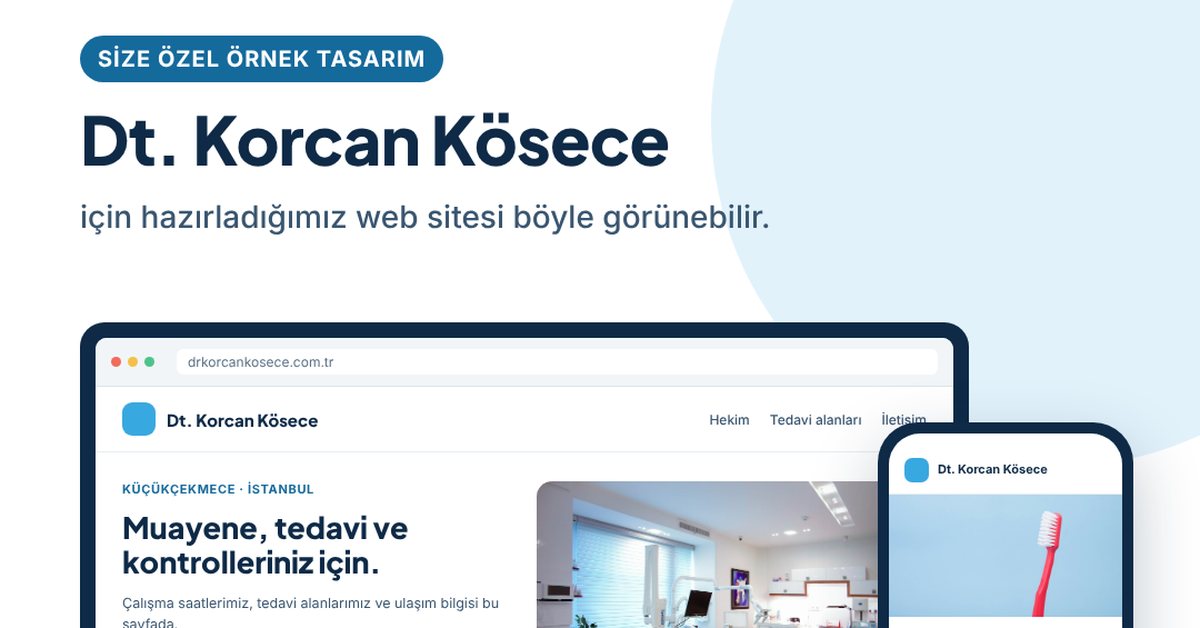 SİZE ÖZEL ÖRNEK TASARIM
Dt. Korcan Kösece
için hazırladığımız web sitesi böyle görünebilir.
drkorcankosece.com.tr
Dt. Korcan Kösece
Hekim Tedavi alanları İletişim
Dt. Korcan Kösece
KÜÇÜKÇEKMECE · İSTANBUL
Muayene, tedavi ve
kontrolleriniz için.
Çalışma saatlerimiz, tedavi alanlarımız ve ulaşım bilgisi bu
sayfada.